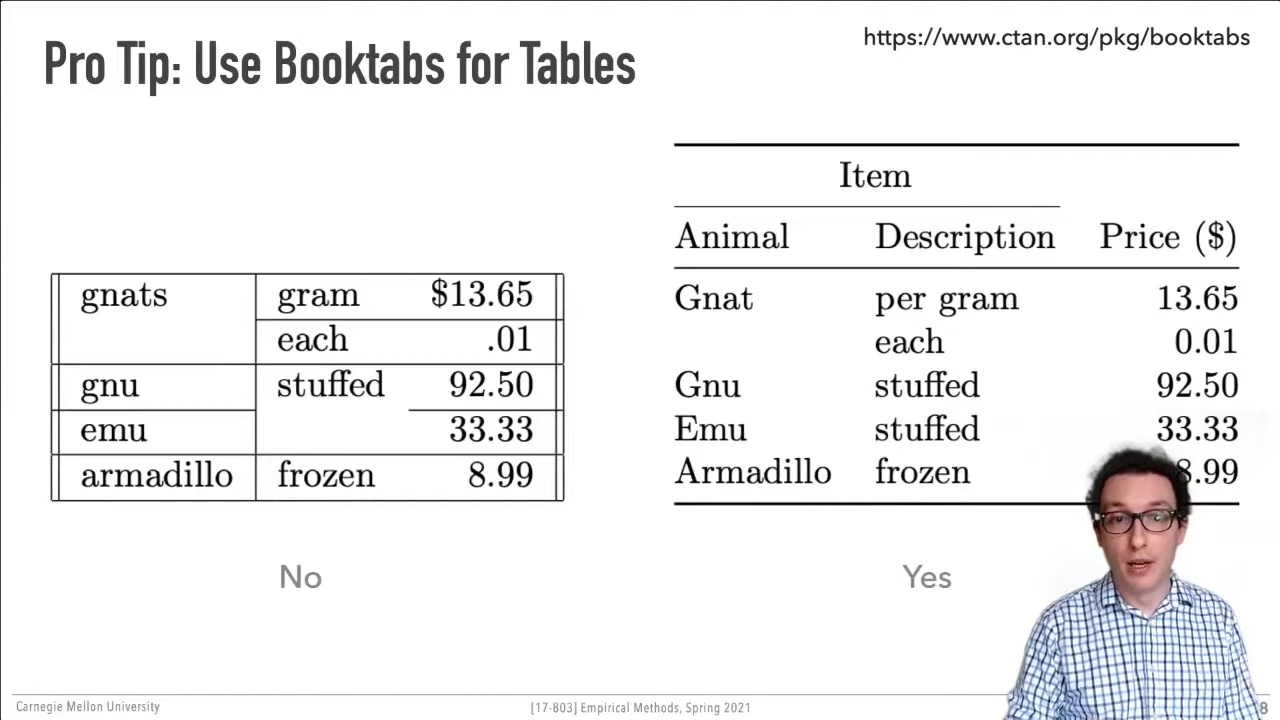 https://www.ctan.org/pkg/booktabs
Pro Tip: Use Booktabs for Tables
gnats gram $13.65
each .01
gnu stuffed 92.50
emu 33.33
armadillo frozen 8.99
No
Item
Animal Description Price ($)
Gnat per gram 13.65
each 0.01
Gnu stuffed 92.50
Emu stuffed 33.33
Armadillo frozen 8.99
Yes
Carnegie Mellon University
[17-803] Empirical Methods, Spring 2021
8